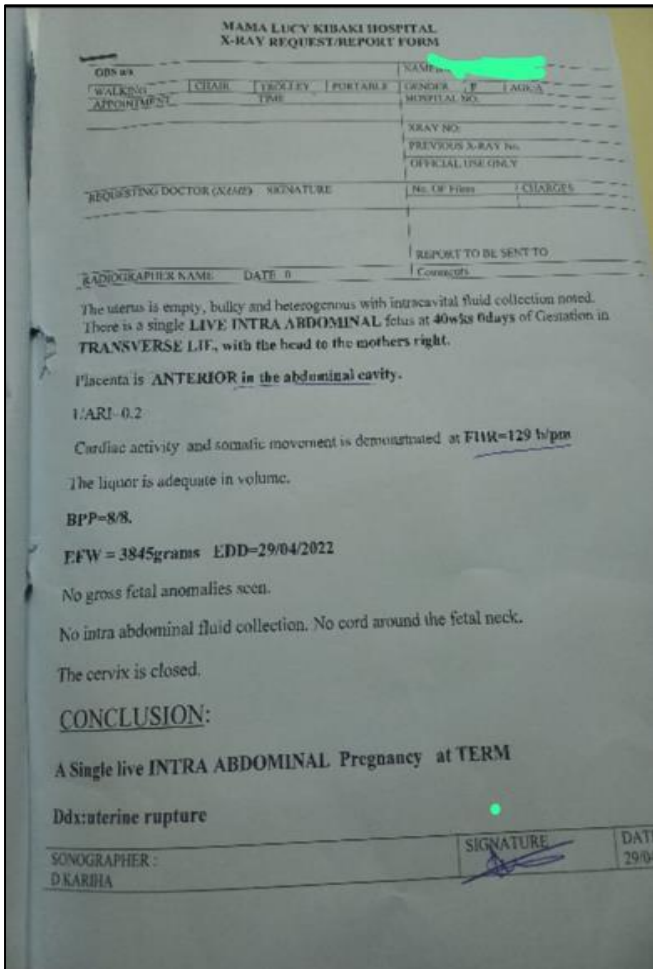 MAMA LUCY KIBAKI HOSPITAL
X-RAY REQUEST/REPORT FORM
OBS u/s
WALKING CHAIR TROLLEY PORTABLE GENDER F AGE:A
APPOINTMENT TIME HOSPITAL NO:
XRAY NO:
PREVIOUS X-RAY No.
OFFICIAL USE ONLY
REQUESTING DOCTOR (NAME) SIGNATURE No. OF Films CHARGES
REPORT TO BE SENT TO
RADIOGRAPHER NAME DATE 0 Comments
The uterus is empty, bulky and heterogenous with intracavital fluid collection noted.
There is a single LIVE INTRA ABDOMINAL fetus at 40wks 0days of Gestation in
TRANSVERSE LIE, with the head to the mothers right.
Placenta is ANTERIOR in the abdominal cavity.
Cardiac activity and somatic movement is demonstrated at FHR=129 b/pm
The liquor is adequate in volume.
BPP=8/8.
EFW = 3845grams EDD=29/04/2022
No gross fetal anomalies seen.
No intra abdominal fluid collection. No cord around the fetal neck.
The cervix is closed.
CONCLUSION:
A Single live INTRA ABDOMINAL Pregnancy at TERM
Ddx:uterine rupture
SONOGRAPHER : SIGNATURE DATE
D.KARIHA 29/04